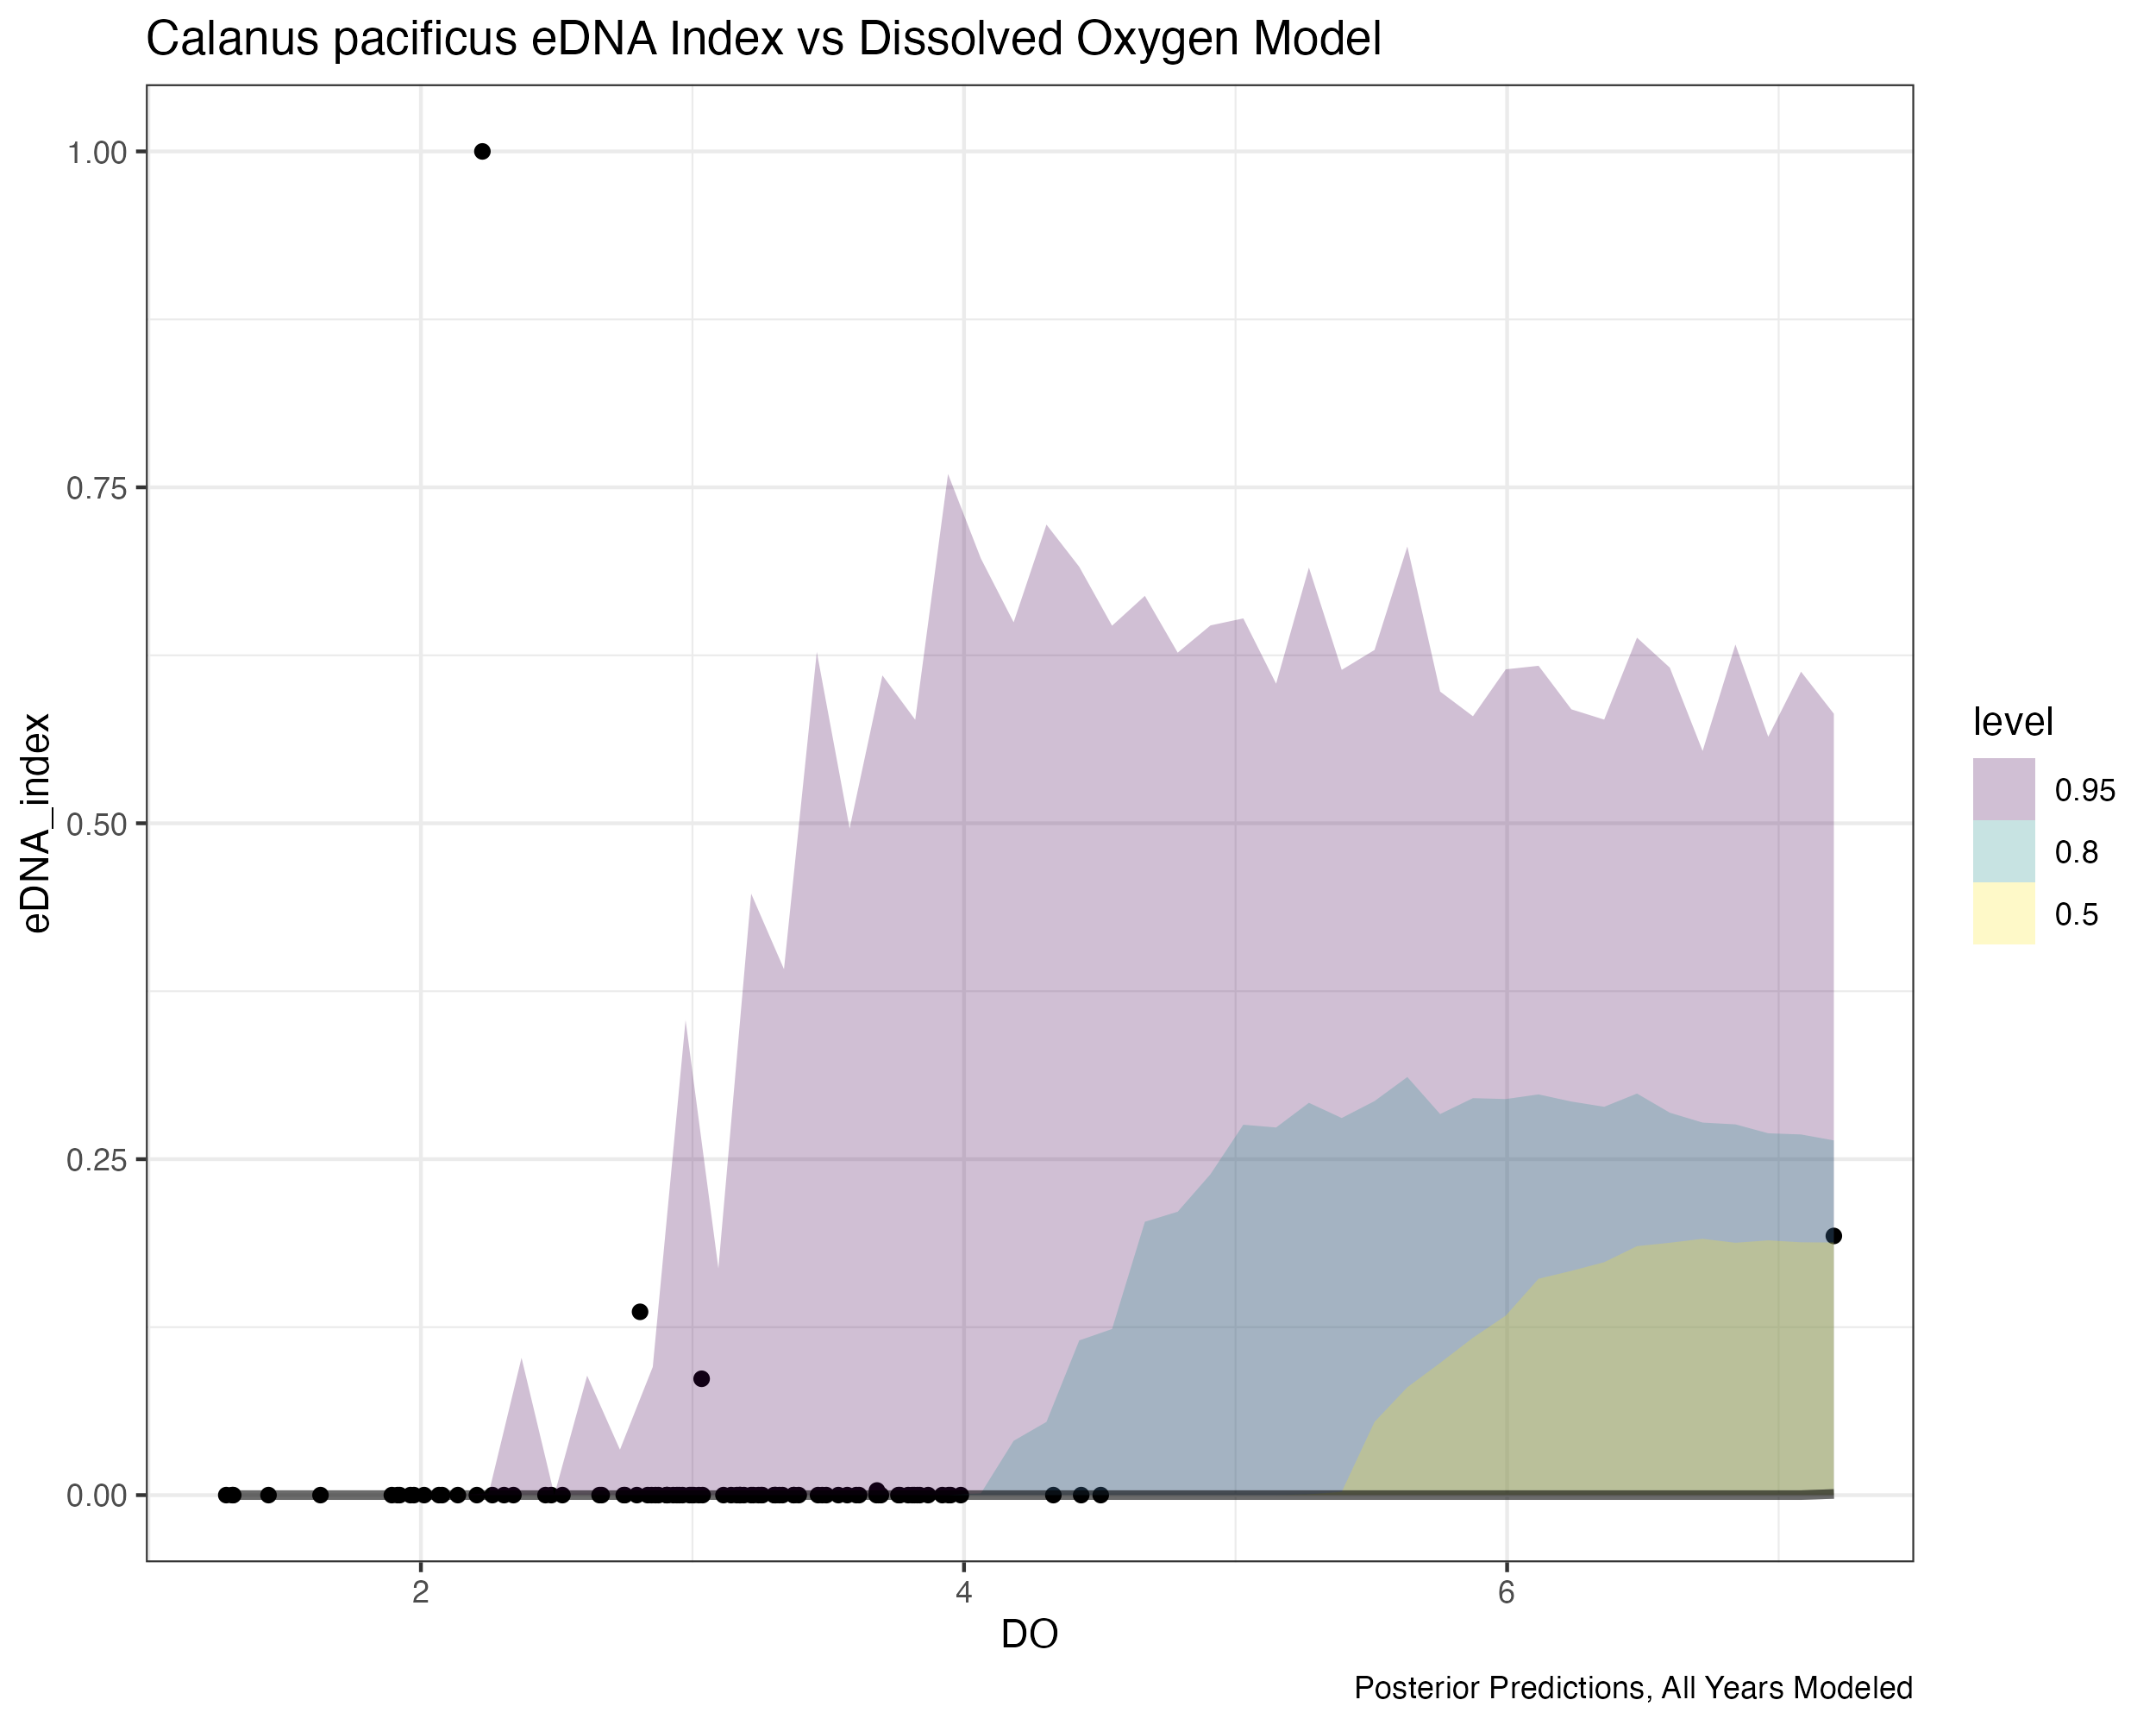 Calanus pacificus eDNA Index vs Dissolved Oxygen Model
1.00
0.75
0.50
0.25
0.00
eDNA_index
2
4
6
DO
level
0.95
0.8
0.5
Posterior Predictions, All Years Modeled